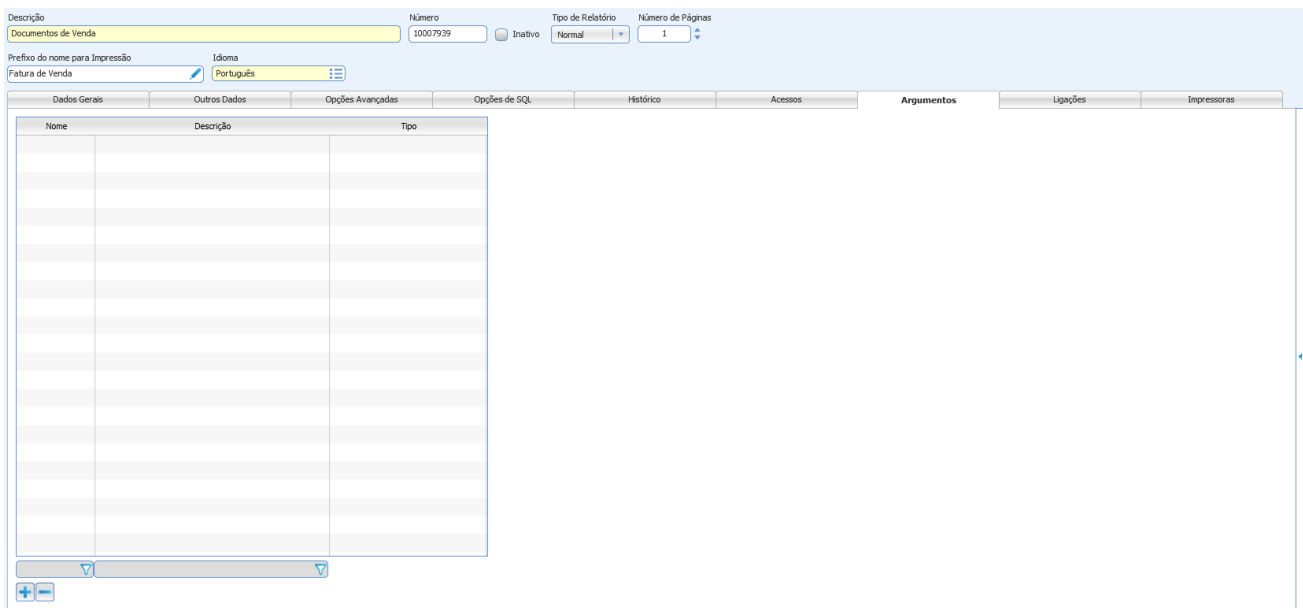 Descrição Número Tipo de Relatório Número de Páginas
Documentos de Venda 10007939 Inativo Normal 1
Prefixo do nome para Impressão Idioma
Fatura de Venda Português
Dados Gerais Outros Dados Opções Avançadas Opções de SQL Histórico Acessos Argumentos Ligações Impressoras
Nome Descrição Tipo